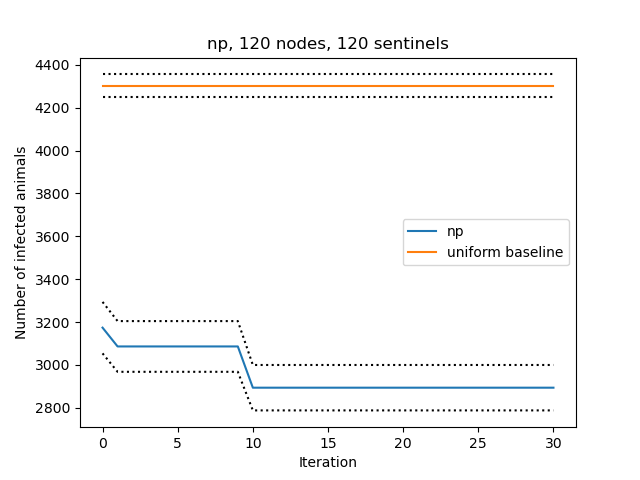 np, 120 nodes, 120 sentinels
4400
4200
4000
3800
3600
3400
3200
3000
2800
Number of infected animals
np
uniform baseline
0 5 10 15 20 25 30
Iteration